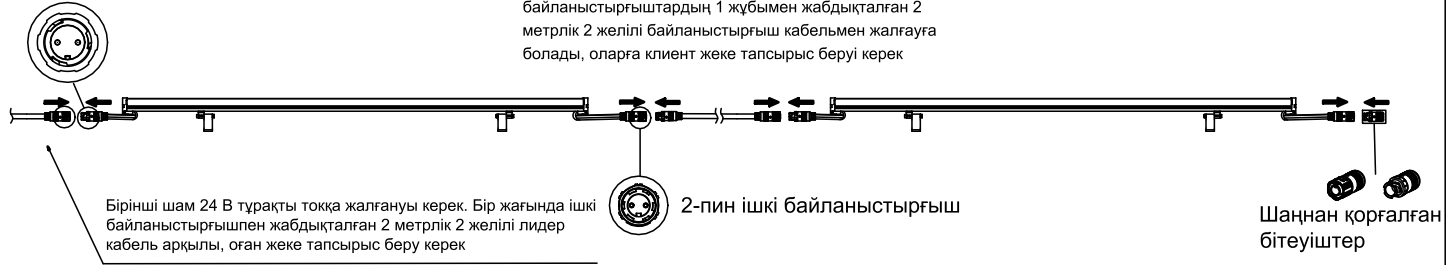 байланыстырғыштардың 1 жұбымен жабдықталған 2
метрлік 2 желілі байланыстырғыш кабельмен жалғауға
болады, оларға клиент жеке тапсырыс беруі керек
Бірінші шам 24 В тұрақты токқа жалғануы керек. Бір жағында ішкі
байланыстырғышпен жабдықталған 2 метрлік 2 желілі лидер
кабель арқылы, оған жеке тапсырыс беру керек
2-пин ішкі байланыстырғыш
Шаңнан қорғалған
бітеуіштер